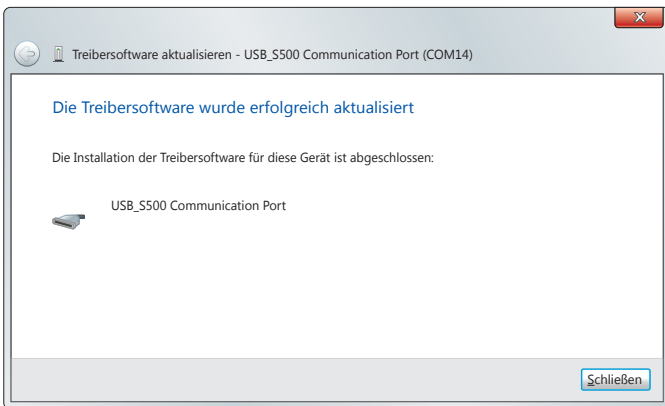 Treibersoftware aktualisieren - USB_S500 Communication Port (COM14)
Die Treibersoftware wurde erfolgreich aktualisiert
Die Installation der Treibersoftware für diese Gerät ist abgeschlossen:
USB_S500 Communication Port
Schließen